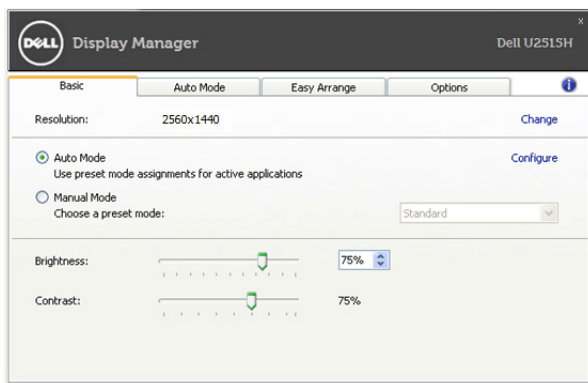 x
DELL Display Manager Dell U2515H
Basic Auto Mode Easy Arrange Options i
Resolution: 2560x1440 Change
Auto Mode Configure
Use preset mode assignments for active applications
Manual Mode
Choose a preset mode: Standard
Brightness: 75%
Contrast: 75%